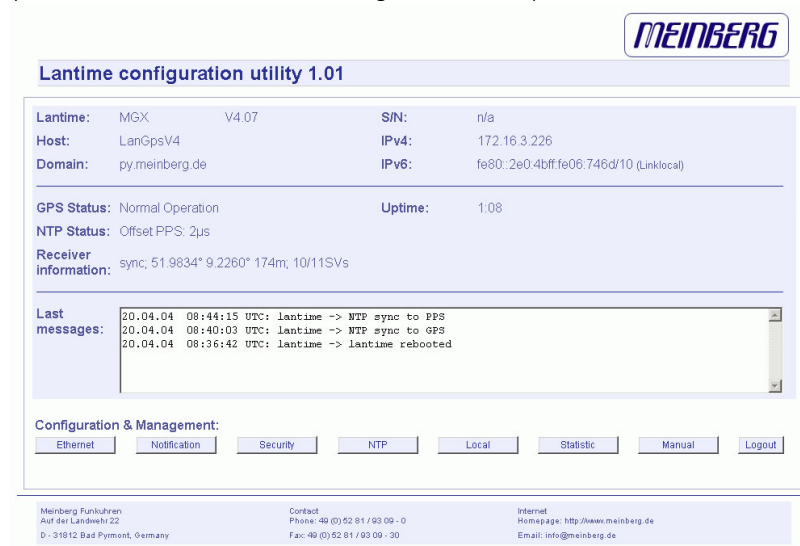 MEINBERG
Lantime configuration utility 1.01
Lantime: MGX V4.07 S/N: n/a
Host: LanGpsV4 IPv4: 172.16.3.226
Domain: py.meinberg.de IPv6: fe80::2e0:4bff:fe06:746d/10 (Linklocal)
GPS Status: Normal Operation Uptime: 1:08
NTP Status: Offset PPS: 2µs
Receiver
information: sync; 51.9834° 9.2260° 174m; 10/11SVs
Last
messages:
20.04.04 08:44:15 UTC: lantime -> NTP sync to PPS
20.04.04 08:40:03 UTC: lantime -> NTP sync to GPS
20.04.04 08:36:42 UTC: lantime -> lantime rebooted
Configuration & Management:
Ethernet Notification Security NTP Local Statistic Manual Logout
Meinberg Funkuhren Contact Internet
Auf der Landwehr 22 Phone: 49 (0) 52 81 / 93 09 - 0 Homepage: http://www.meinberg.de
D - 31812 Bad Pyrmont, Germany Fax: 49 (0) 52 81 / 93 09 - 30 Email: info@meinberg.de